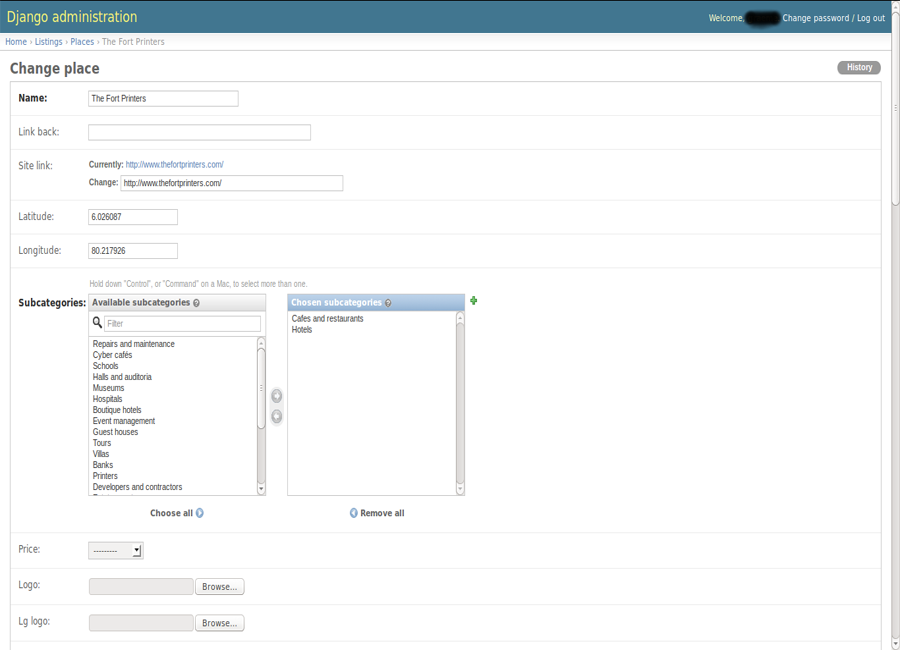 Django administration
Welcome, Change password / Log out
Home › Listings › Places › The Fort Printers
Change place
History
Name: The Fort Printers
Link back:
Site link: Currently: http://www.thefortprinters.com/
Change: http://www.thefortprinters.com/
Latitude: 6.026087
Longitude: 80.217926
Hold down "Control", or "Command" on a Mac, to select more than one.
Subcategories: Available subcategories ? Chosen subcategories ?
Filter
Cafes and restaurants
Hotels
Repairs and maintenance
Cyber cafés
Schools
Halls and auditoria
Museums
Hospitals
Boutique hotels
Event management
Guest houses
Tours
Villas
Banks
Printers
Developers and contractors
Choose all Remove all
Price: ---------
Logo: Browse...
Lg logo: Browse...